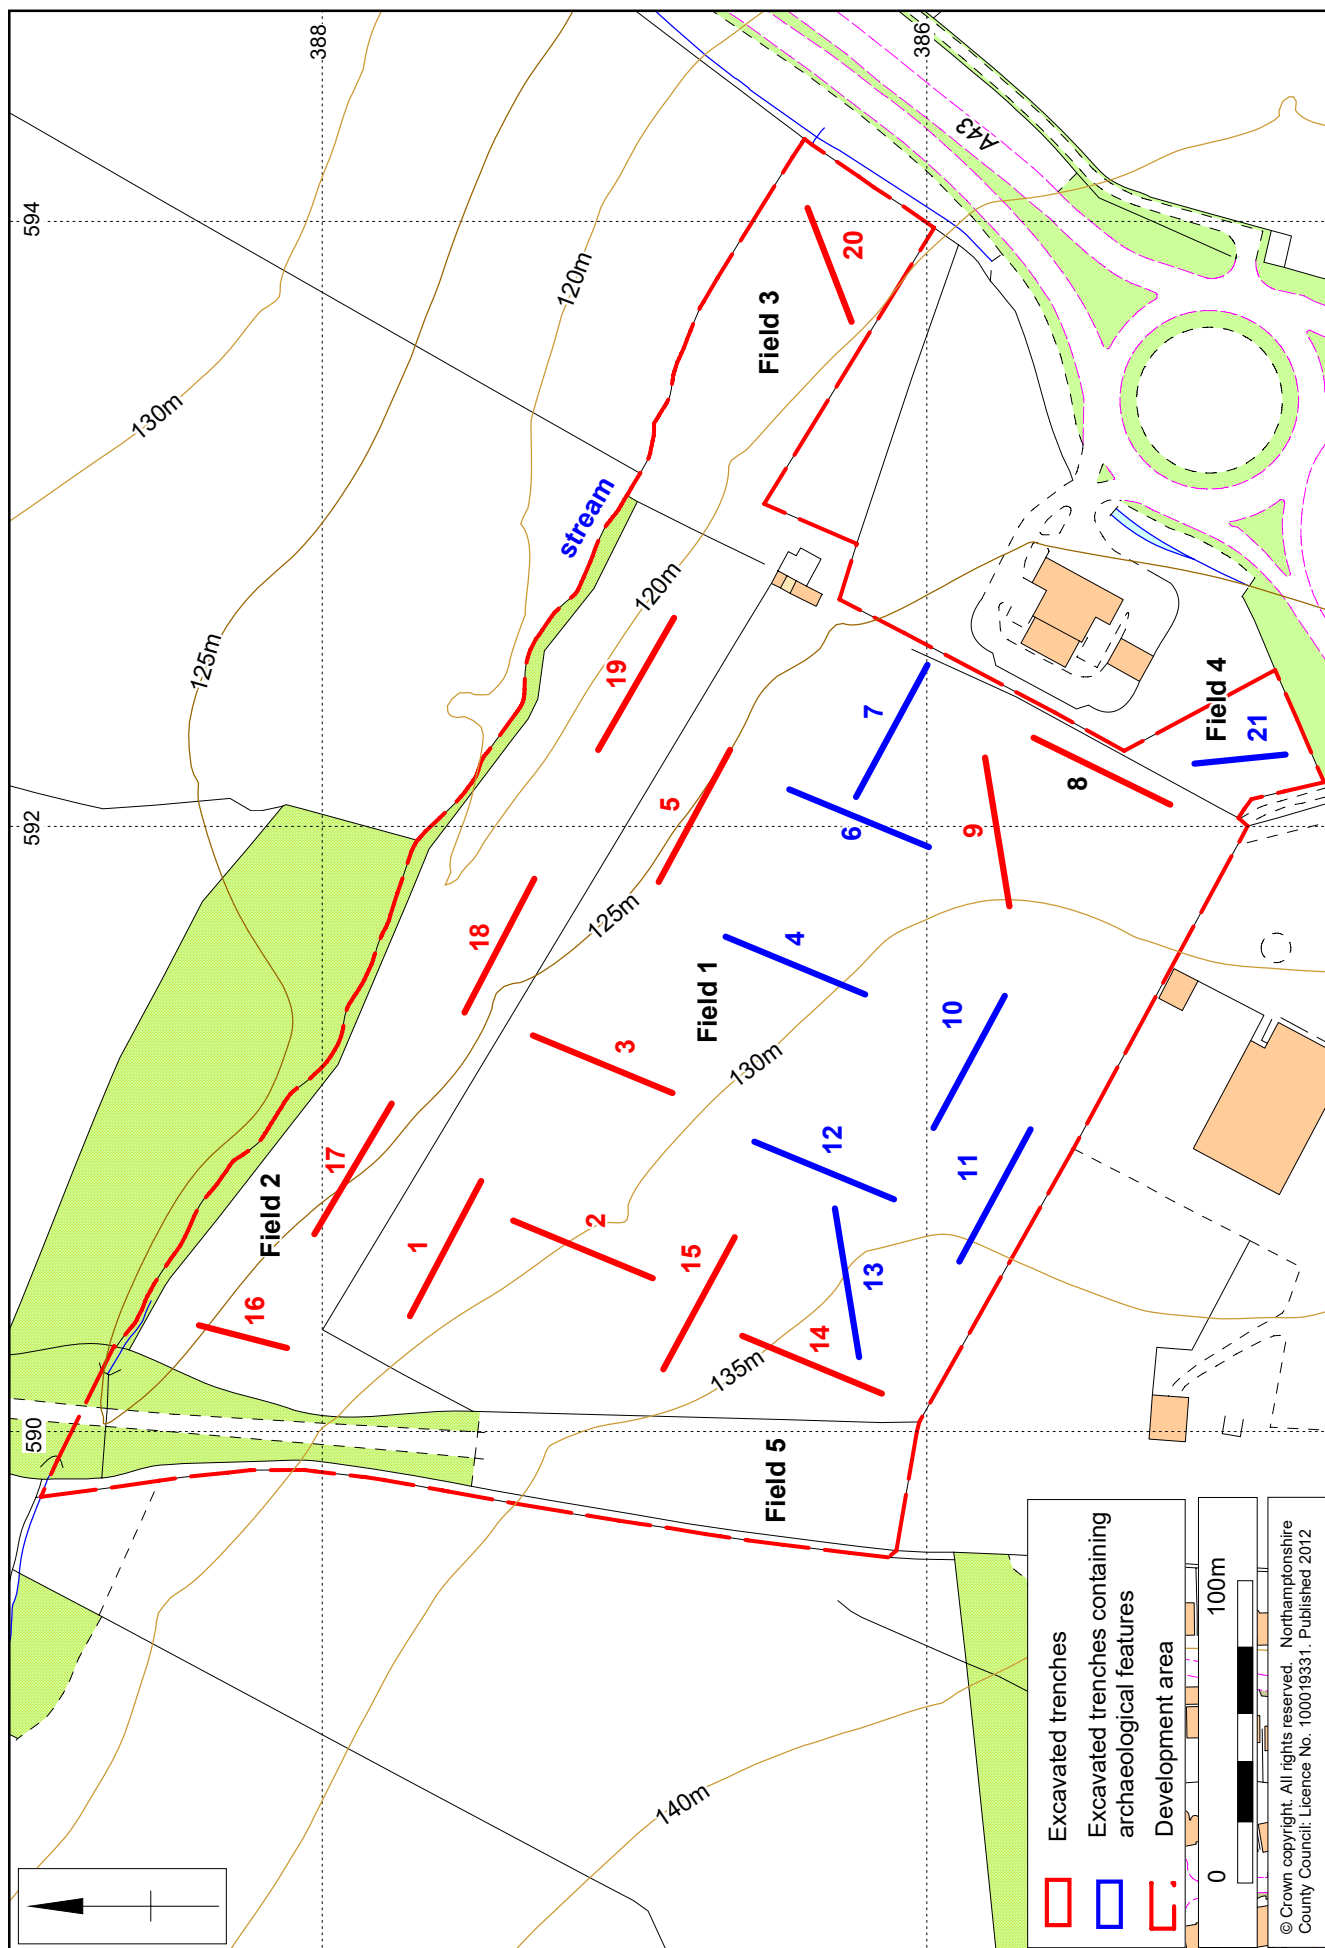 590
592
594
388
386
125m
130m
120m
120m
125m
130m
135m
140m
stream
A43
Field 2
Field 3
Field 1
Field 4
Field 5
16
17
18
19
20
1
2
3
5
4
6
7
15
14
13
12
10
11
9
8
21
Excavated trenches
Excavated trenches containing
archaeological features
Development area
0
100m
© Crown copyright. All rights reserved. Northamptonshire
County Council: Licence No. 100019331. Published 2012